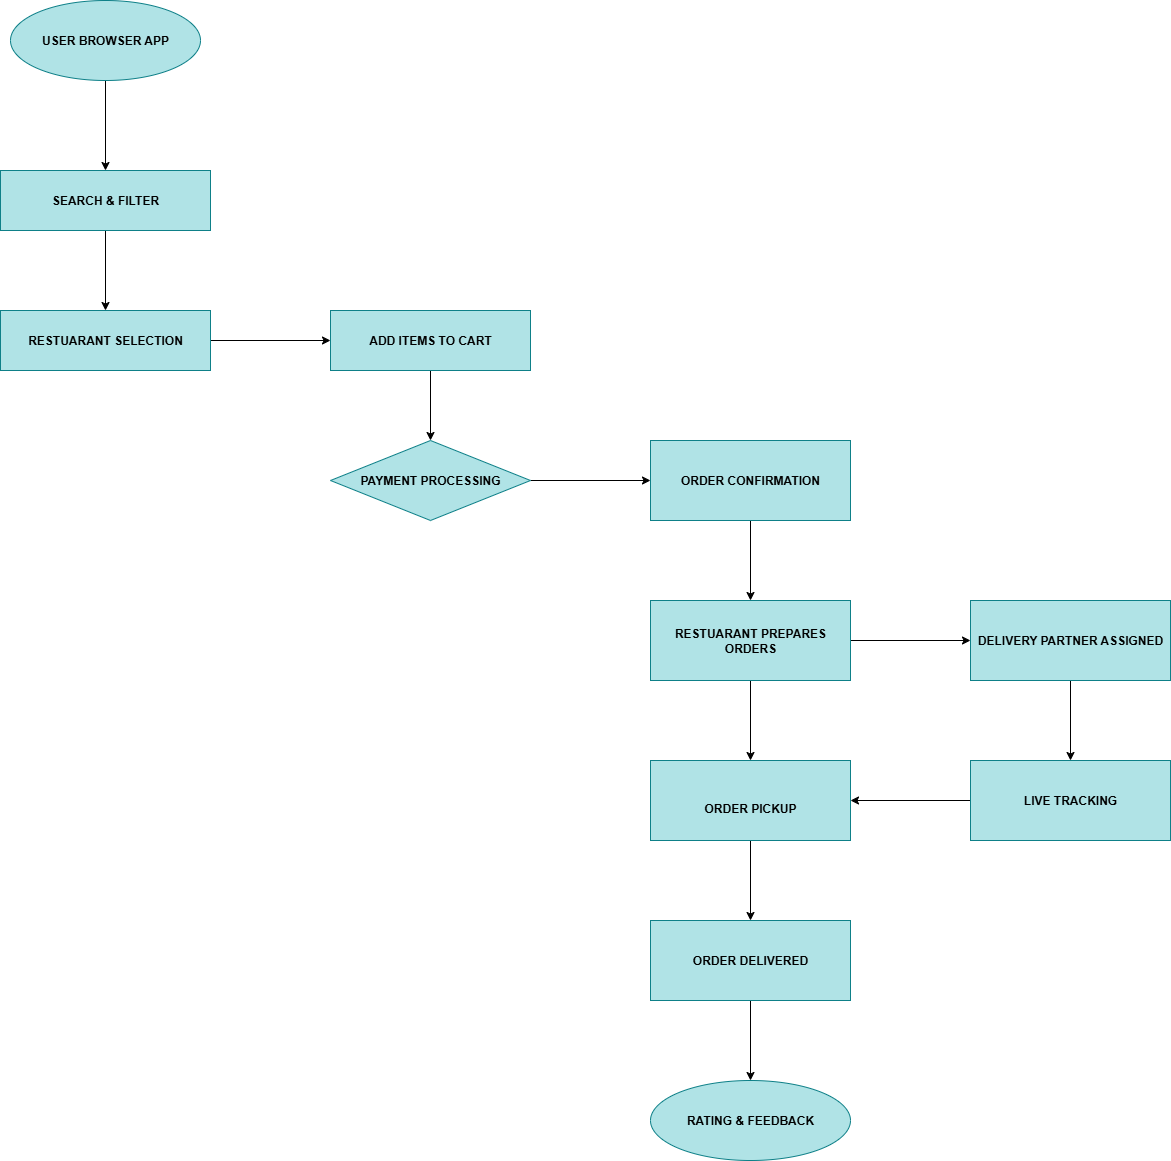 USER BROWSER APP
SEARCH & FILTER
RESTUARANT SELECTION
ADD ITEMS TO CART
PAYMENT PROCESSING
ORDER CONFIRMATION
RESTUARANT PREPARES
ORDERS
DELIVERY PARTNER ASSIGNED
ORDER PICKUP
LIVE TRACKING
ORDER DELIVERED
RATING & FEEDBACK